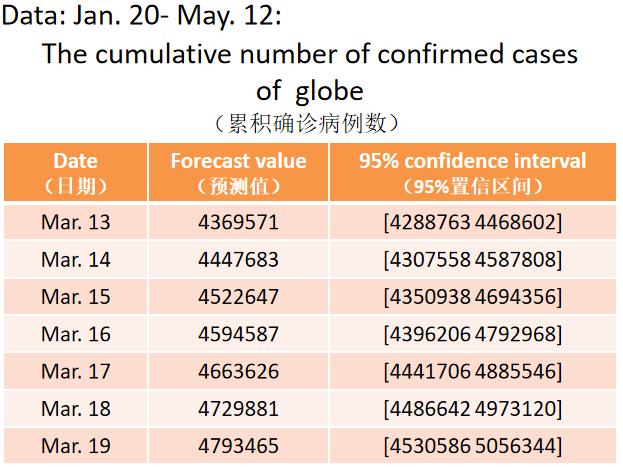 Data: Jan. 20- May. 12:
The cumulative number of confirmed cases
of globe
（累积确诊病例数）
Date Forecast value 95% confidence interval
（日期） （预测值） （95%置信区间）
Mar. 13 4369571 [4288763 4468602]
Mar. 14 4447683 [4307558 4587808]
Mar. 15 4522647 [4350938 4694356]
Mar. 16 4594587 [4396206 4792968]
Mar. 17 4663626 [4441706 4885546]
Mar. 18 4729881 [4486642 4973120]
Mar. 19 4793465 [4530586 5056344]